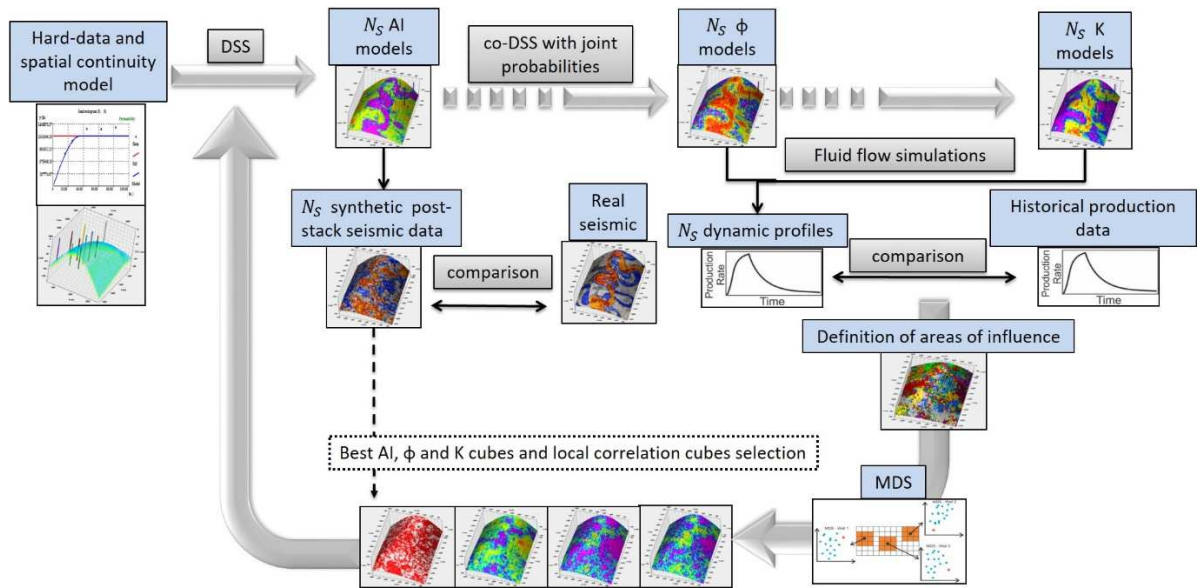 Hard-data and
spatial continuity
model
DSS
N_S AI
models
co-DSS with joint
probabilities
N_S ϕ
models
N_S K
models
Fluid flow simulations
N_S synthetic post-
stack seismic data
Real
seismic
comparison
N_S dynamic profiles
Production
Rate
Time
comparison
Historical production
data
Production
Rate
Time
Definition of areas of influence
Best AI, ϕ and K cubes and local correlation cubes selection
MDS